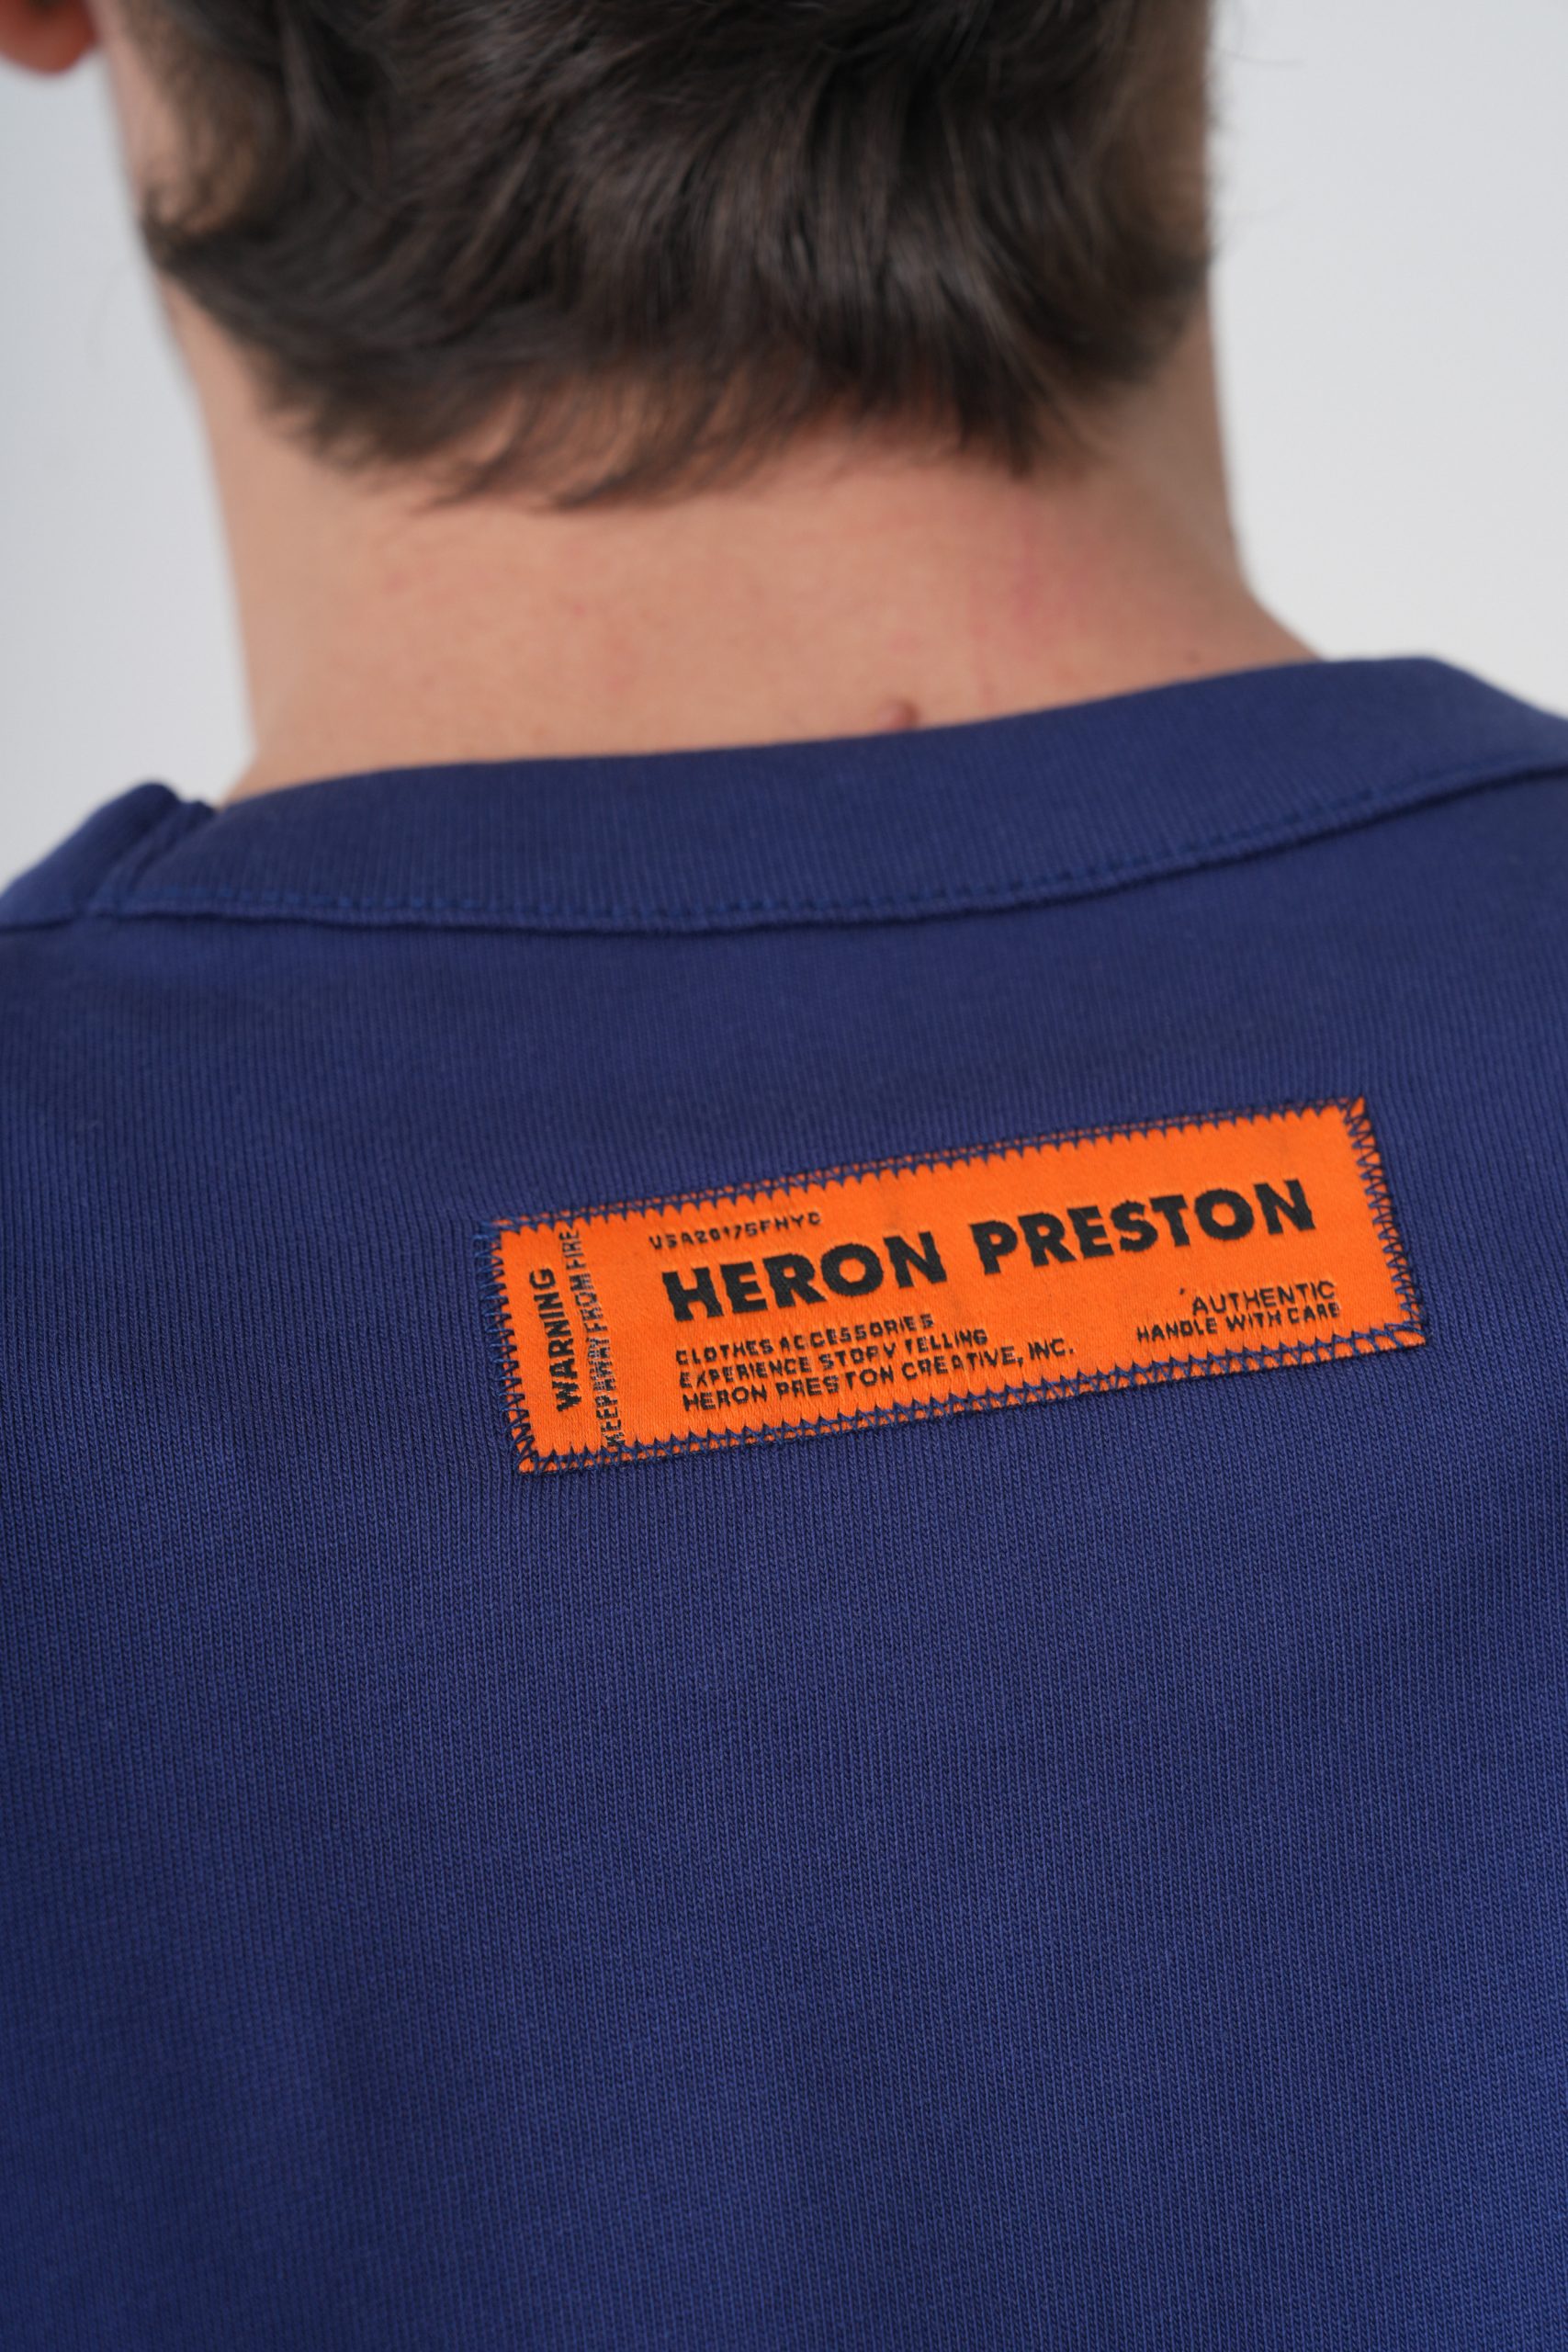 WARNING
KEEP AWAY FROM FIRE
USA2017SFNYC
HERON PRESTON
CLOTHES ACCESSORIES
EXPERIENCE STORY TELLING
HERON PRESTON CREATIVE, INC.
AUTHENTIC
HANDLE WITH CARE